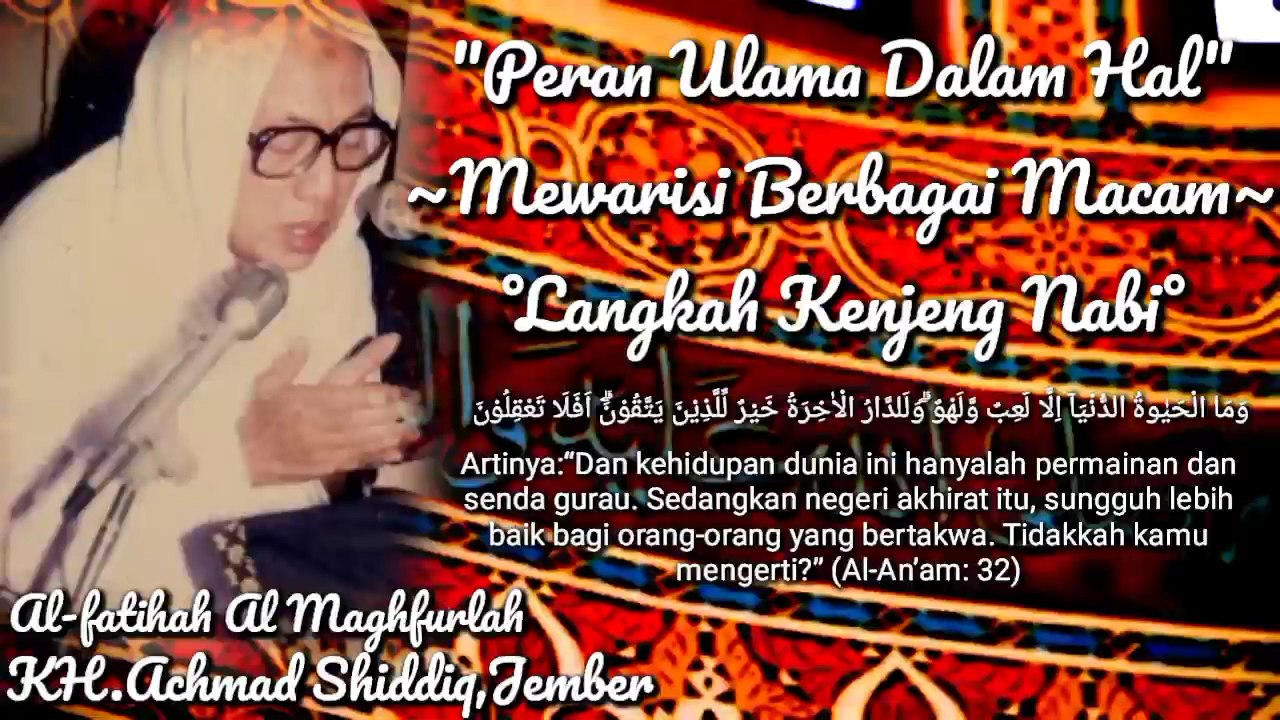 "Peran Ulama Dalam Hal"
~Mewarisi Berbagai Macam~
°Langkah Kenjeng Nabi°
وَمَا الْحَيٰوةُ الدُّنْيَآ اِلَّا لَعِبٌ وَّلَهْوٌ ۗوَلَلدَّارُ الْاٰخِرَةُ خَيْرٌ لِّلَّذِيْنَ يَتَّقُوْنَۗ اَفَلَا تَعْقِلُوْنَ
Artinya:“Dan kehidupan dunia ini hanyalah permainan dan
senda gurau. Sedangkan negeri akhirat itu, sungguh lebih
baik bagi orang-orang yang bertakwa. Tidakkah kamu
mengerti?” (Al-An’am: 32)
Al-fatihah Al Maghfurlah
KH.Achmad Shiddiq,Jember